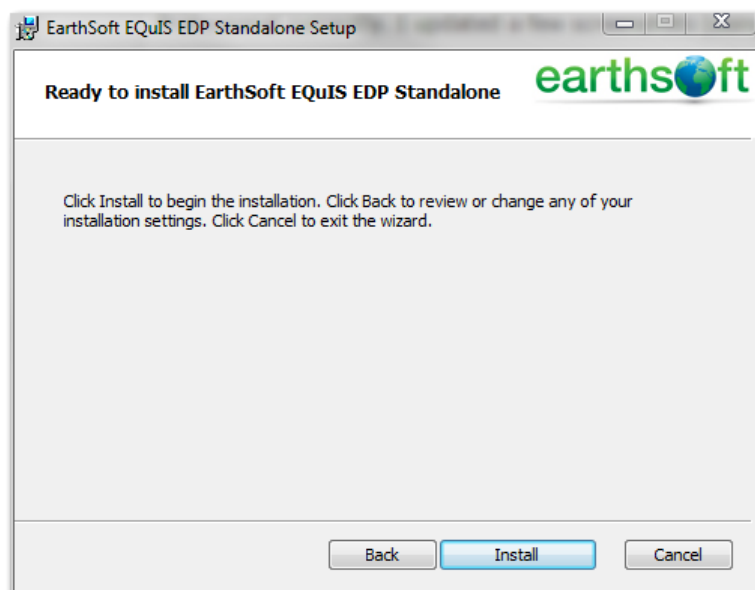 EarthSoft EQuIS EDP Standalone Setup
updated a few
Ready to install EarthSoft EQuIS EDP Standalone
earthsoft
Click Install to begin the installation. Click Back to review or change any of your
installation settings. Click Cancel to exit the wizard.
Back
Install
Cancel